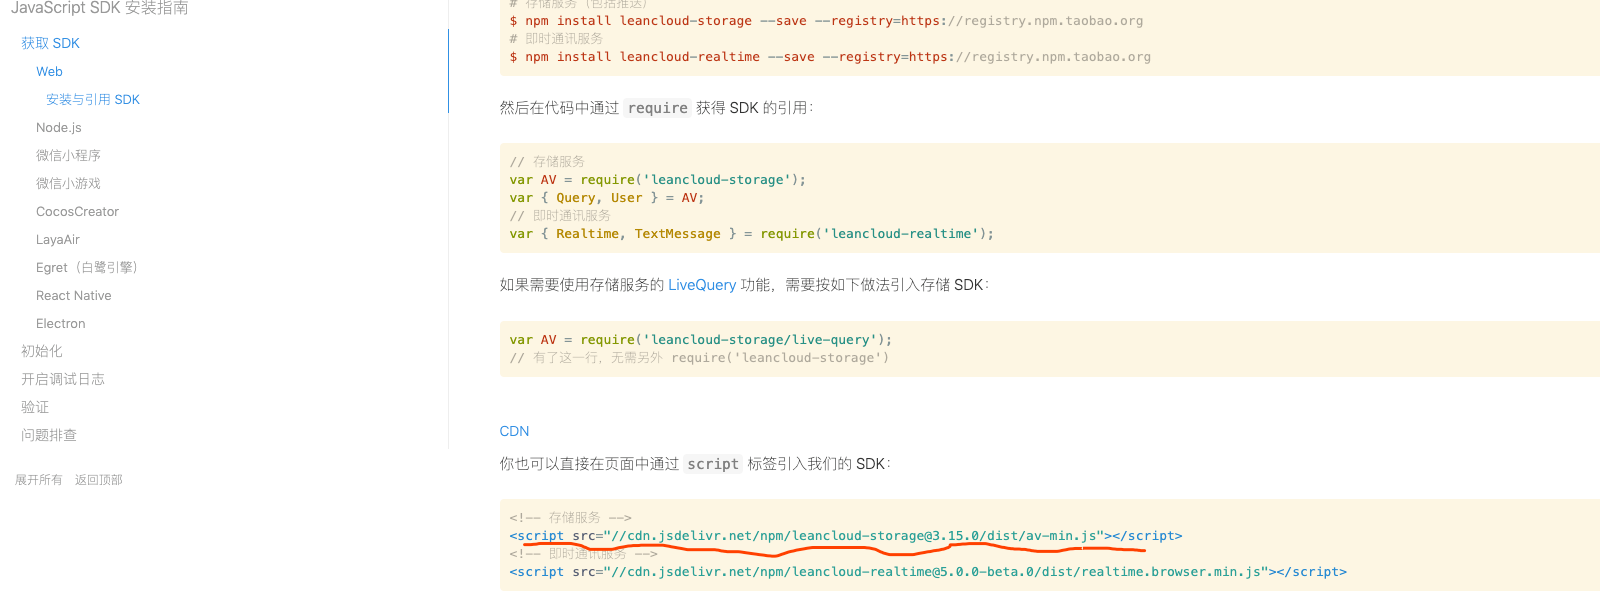 JavaScript SDK 安装指南
获取 SDK
Web
安装与引用 SDK
Node.js
微信小程序
微信小游戏
CocosCreator
LayaAir
Egret（白鹭引擎）
React Native
Electron
初始化
开启调试日志
验证
问题排查
展开所有 返回顶部
# 存储服务（包括推送）
$ npm install leancloud-storage --save --registry=https://registry.npm.taobao.org
# 即时通讯服务
$ npm install leancloud-realtime --save --registry=https://registry.npm.taobao.org
然后在代码中通过 require 获得 SDK 的引用：
// 存储服务
var AV = require('leancloud-storage');
var { Query, User } = AV;
// 即时通讯服务
var { Realtime, TextMessage } = require('leancloud-realtime');
如果需要使用存储服务的 LiveQuery 功能，需要按如下做法引入存储 SDK：
var AV = require('leancloud-storage/live-query');
// 有了这一行，无需另外 require('leancloud-storage')
CDN
你也可以直接在页面中通过 script 标签引入我们的 SDK：
<!-- 存储服务 -->
<script src="//cdn.jsdelivr.net/npm/leancloud-storage@3.15.0/dist/av-min.js"></script>
<!-- 即时通讯服务 -->
<script src="//cdn.jsdelivr.net/npm/leancloud-realtime@5.0.0-beta.0/dist/realtime.browser.min.js"></script>